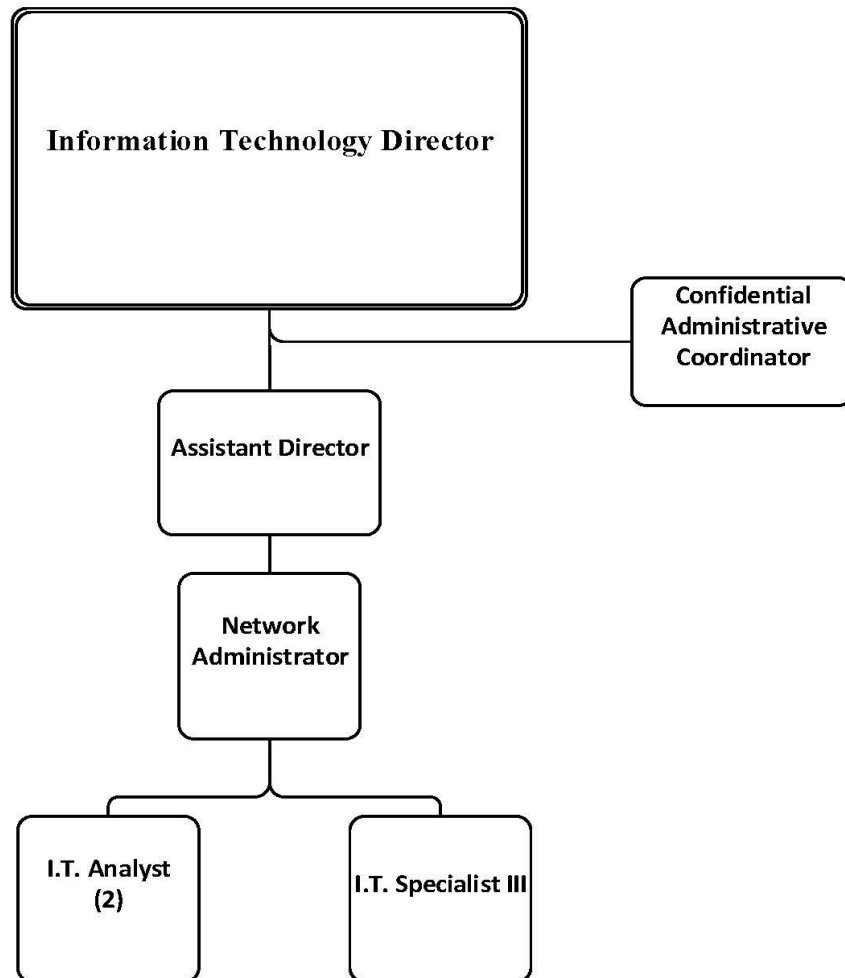 Information Technology Director
Confidential
Administrative
Coordinator
Assistant Director
Network
Administrator
I.T. Analyst
(2)
I.T. Specialist III